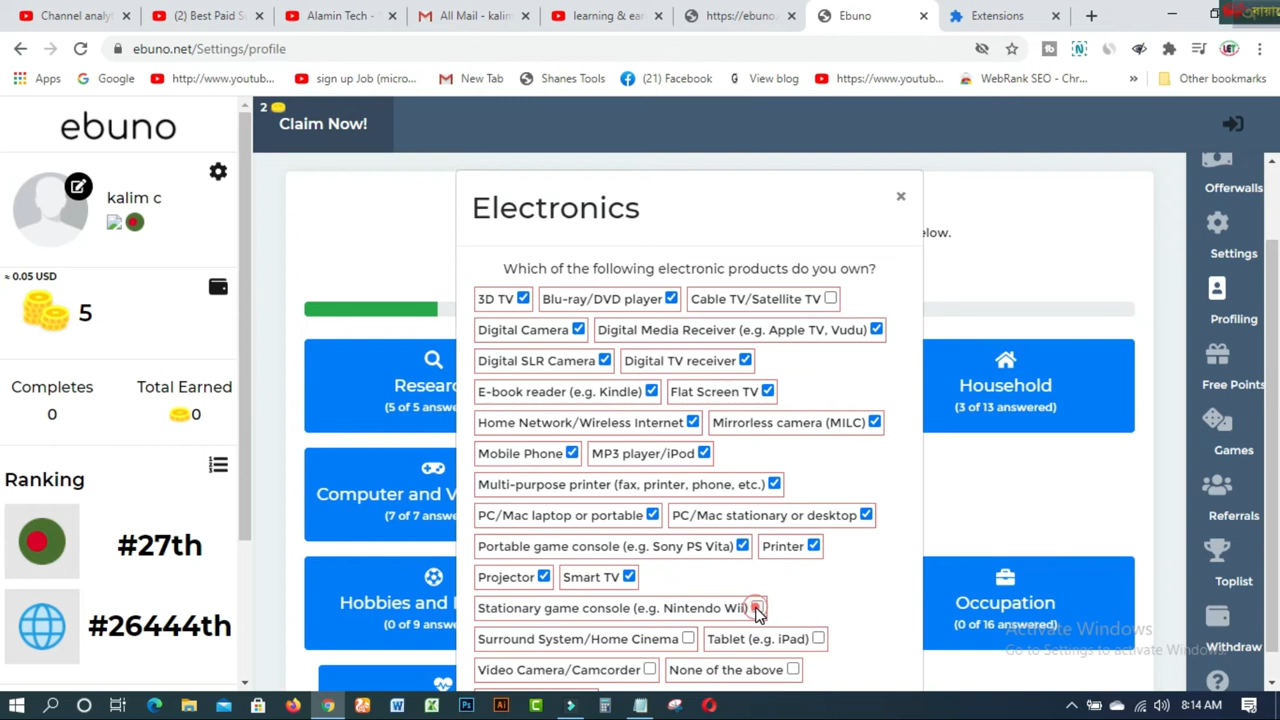 Channel analy
(2) Best Paid S
Alamin Tech -
All Mail - kalim
learning & ea
https://ebuno.
Ebuno
Extensions
ebuno.net/Settings/profile
Apps
Google
http://www.youtub...
sign up Job (micro...
New Tab
Shanes Tools
(21) Facebook
View blog
https://www.youtub...
WebRank SEO - Chr...
Other bookmarks
ebuno
kalim c
≈ 0.05 USD
5
Completes
0
Total Earned
0
Ranking
#27th
#26444th
2
Claim Now!
elow.
Resear
(5 of 5 answe
Computer and V
(7 of 7 answe
Hobbies and
(0 of 9 answe
Household
(3 of 13 answered)
Occupation
(0 of 16 answered)
Electronics
×
Which of the following electronic products do you own?
3D TV Blu-ray/DVD player Cable TV/Satellite TV
Digital Camera Digital Media Receiver (e.g. Apple TV, Vudu)
Digital SLR Camera Digital TV receiver
E-book reader (e.g. Kindle) Flat Screen TV
Home Network/Wireless Internet Mirrorless camera (MILC)
Mobile Phone MP3 player/iPod
Multi-purpose printer (fax, printer, phone, etc.)
PC/Mac laptop or portable PC/Mac stationary or desktop
Portable game console (e.g. Sony PS Vita) Printer
Projector Smart TV
Stationary game console (e.g. Nintendo Wii)
Surround System/Home Cinema Tablet (e.g. iPad)
Video Camera/Camcorder None of the above
Offerwalls
Settings
Profiling
Free Points
Games
Referrals
Toplist
Withdraw
Activate Windows
Go to Settings to activate Windows.
8:14 AM